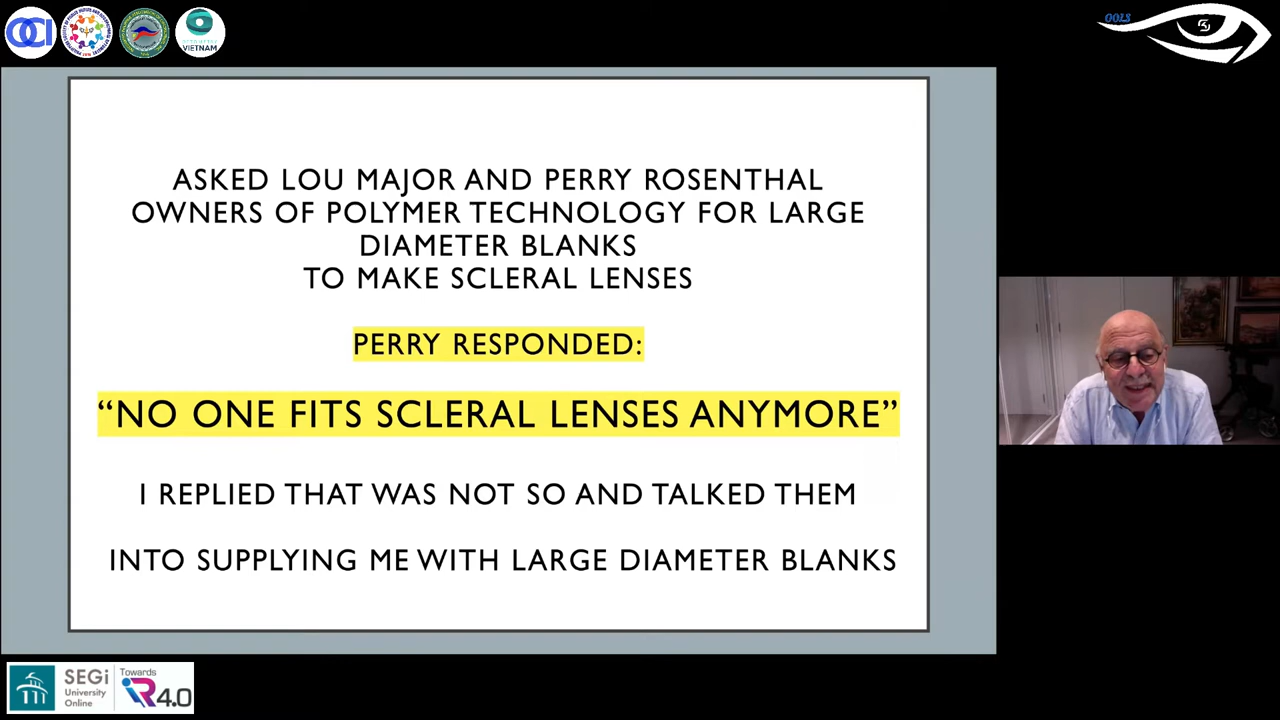 OCI
VIETNAM
OOLS
ASKED LOU MAJOR AND PERRY ROSENTHAL
OWNERS OF POLYMER TECHNOLOGY FOR LARGE
DIAMETER BLANKS
TO MAKE SCLERAL LENSES
PERRY RESPONDED:
“NO ONE FITS SCLERAL LENSES ANYMORE”
I REPLIED THAT WAS NOT SO AND TALKED THEM
INTO SUPPLYING ME WITH LARGE DIAMETER BLANKS
SEGi
University
Online
Towards
iR4.0